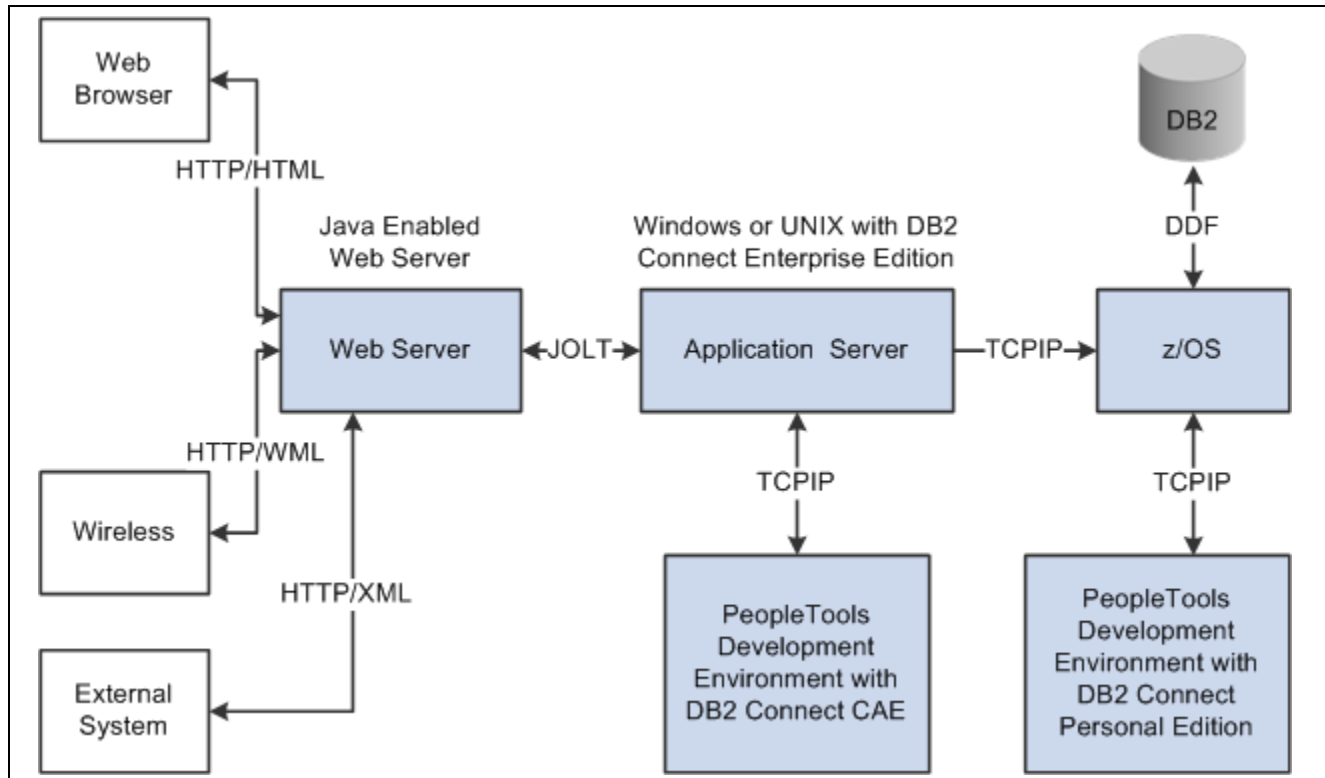 Web
Browser
HTTP/HTML
DB2
DDF
Java Enabled
Web Server
Windows or UNIX with DB2
Connect Enterprise Edition
Web Server
JOLT
Application Server
TCPIP
z/OS
HTTP/WML
Wireless
TCPIP
TCPIP
HTTP/XML
External
System
PeopleTools
Development
Environment with
DB2 Connect CAE
PeopleTools
Development
Environment with
DB2 Connect
Personal Edition